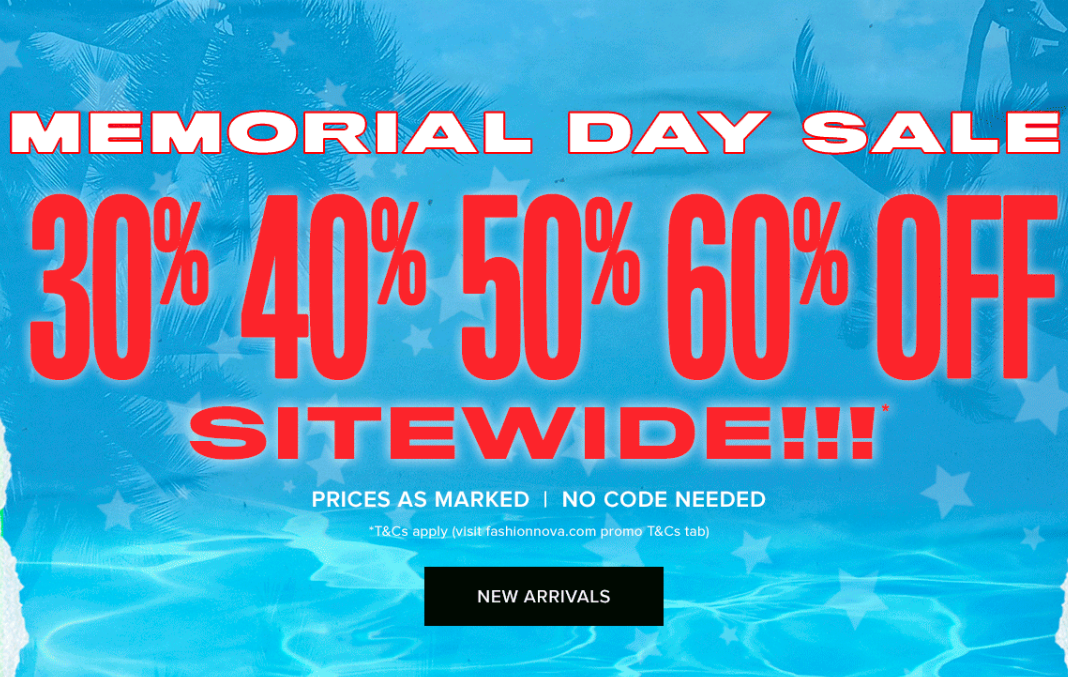 MEMORIAL DAY SALE
30% 40% 50% 60% OFF
SITEWIDE!!!*
PRICES AS MARKED | NO CODE NEEDED
*T&Cs apply (visit fashionnova.com promo T&Cs tab)
NEW ARRIVALS